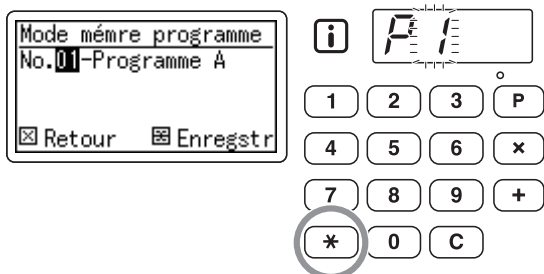 Mode mémre programme
No.01-Programme A
☒ Retour ⊞ Enregstr
i
P 1
1 2 3 P
4 5 6 ×
7 8 9 +
* 0 C